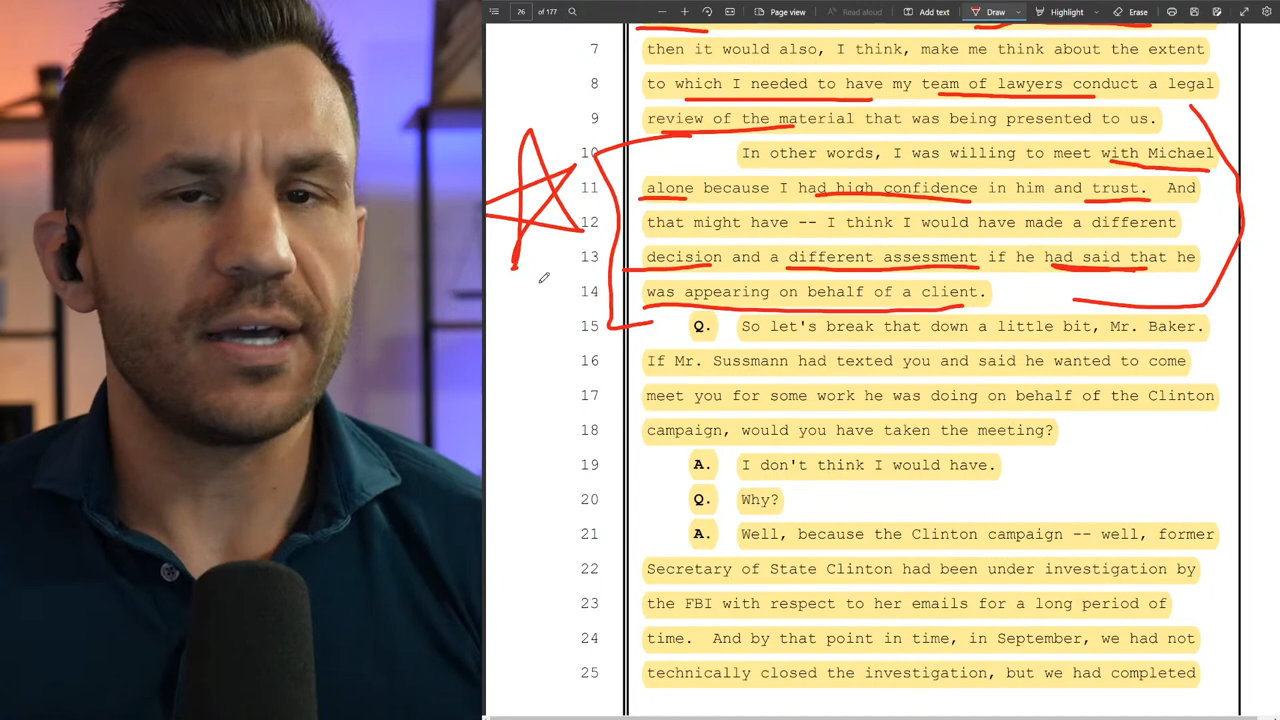 26 of 177 Page view Read aloud Add text Draw Highlight Erase
7 then it would also, I think, make me think about the extent
8 to which I needed to have my team of lawyers conduct a legal
9 review of the material that was being presented to us.
10 In other words, I was willing to meet with Michael
11 alone because I had high confidence in him and trust. And
12 that might have -- I think I would have made a different
13 decision and a different assessment if he had said that he
14 was appearing on behalf of a client.
15 Q. So let's break that down a little bit, Mr. Baker.
16 If Mr. Sussmann had texted you and said he wanted to come
17 meet you for some work he was doing on behalf of the Clinton
18 campaign, would you have taken the meeting?
19 A. I don't think I would have.
20 Q. Why?
21 A. Well, because the Clinton campaign -- well, former
22 Secretary of State Clinton had been under investigation by
23 the FBI with respect to her emails for a long period of
24 time. And by that point in time, in September, we had not
25 technically closed the investigation, but we had completed